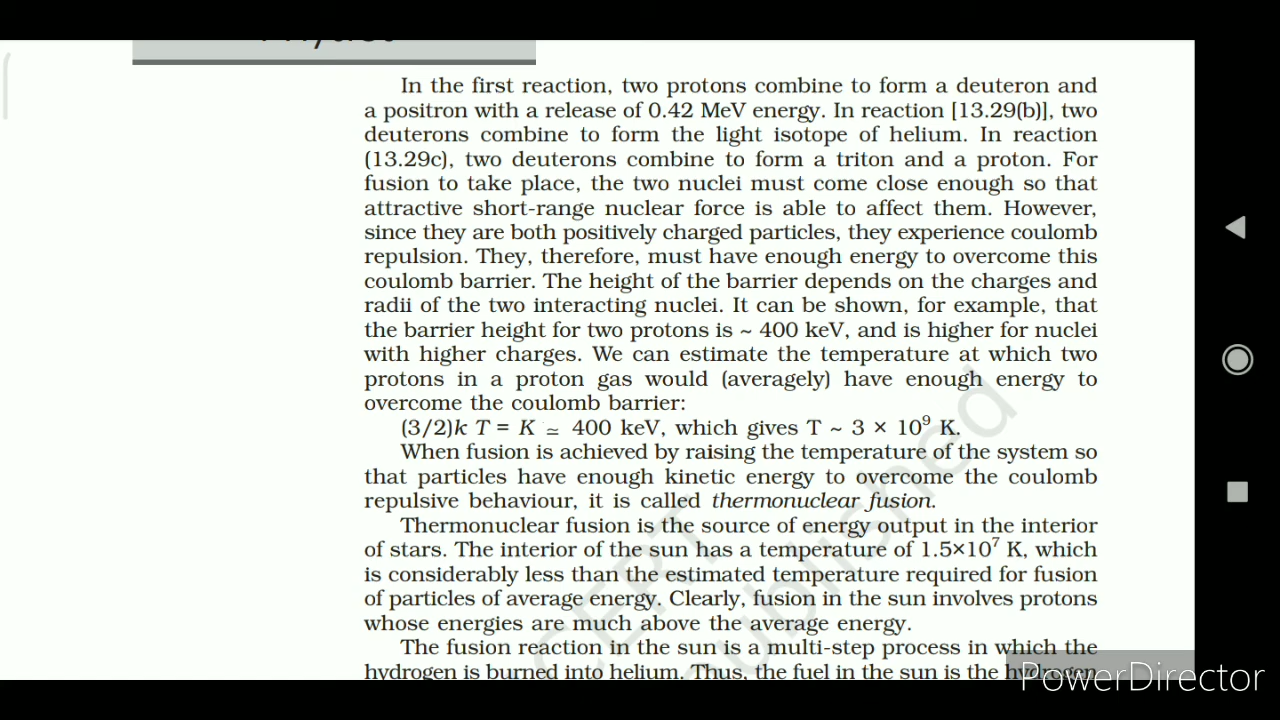 Physics
In the first reaction, two protons combine to form a deuteron and
a positron with a release of 0.42 MeV energy. In reaction [13.29(b)], two
deuterons combine to form the light isotope of helium. In reaction
(13.29c), two deuterons combine to form a triton and a proton. For
fusion to take place, the two nuclei must come close enough so that
attractive short-range nuclear force is able to affect them. However,
since they are both positively charged particles, they experience coulomb
repulsion. They, therefore, must have enough energy to overcome this
coulomb barrier. The height of the barrier depends on the charges and
radii of the two interacting nuclei. It can be shown, for example, that
the barrier height for two protons is ~ 400 keV, and is higher for nuclei
with higher charges. We can estimate the temperature at which two
protons in a proton gas would (averagely) have enough energy to
overcome the coulomb barrier:
(3/2)k T = K ≃ 400 keV, which gives T ~ 3 × 10⁹ K.
When fusion is achieved by raising the temperature of the system so
that particles have enough kinetic energy to overcome the coulomb
repulsive behaviour, it is called thermonuclear fusion.
Thermonuclear fusion is the source of energy output in the interior
of stars. The interior of the sun has a temperature of 1.5×10⁷ K, which
is considerably less than the estimated temperature required for fusion
of particles of average energy. Clearly, fusion in the sun involves protons
whose energies are much above the average energy.
The fusion reaction in the sun is a multi-step process in which the
hydrogen is burned into helium. Thus, the fuel in the sun is the hydrogen
CERT
published
PowerDirector